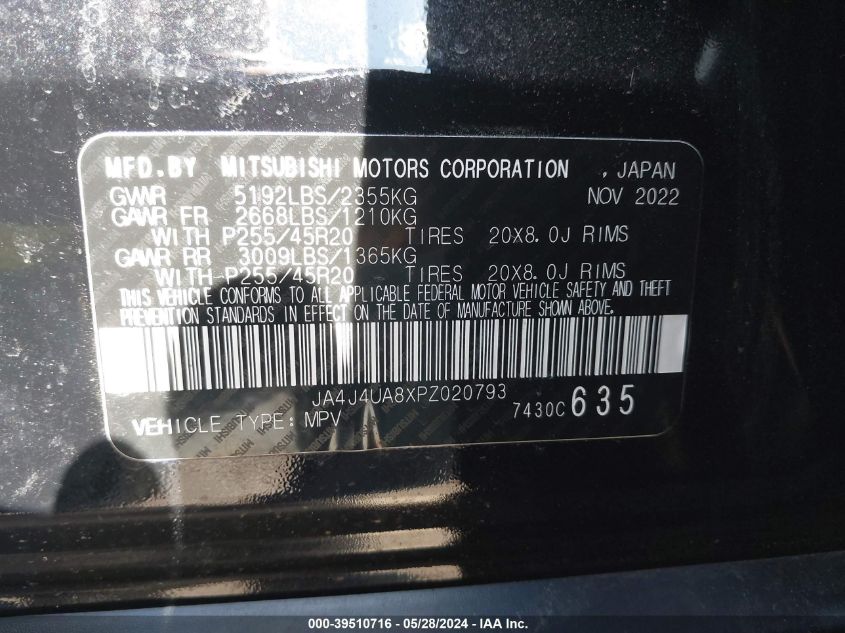 MFD.BY MITSUBISHI MOTORS CORPORATION , JAPAN
GVWR 5192LBS/2355KG NOV 2022
GAWR FR 2668LBS/1210KG
WITH P255/45R20 TIRES 20X8.0J RIMS
GAWR RR 3009LBS/1365KG
WITH P255/45R20 TIRES 20X8.0J RIMS
THIS VEHICLE CONFORMS TO ALL APPLICABLE FEDERAL MOTOR VEHICLE SAFETY AND THEFT
PREVENTION STANDARDS IN EFFECT ON THE DATE OF MANUFACTURE SHOWN ABOVE.
JA4J4UA8XPZ020793
VEHICLE TYPE: MPV 7430C 635
000-39510716 - 05/28/2024 - IAA Inc.